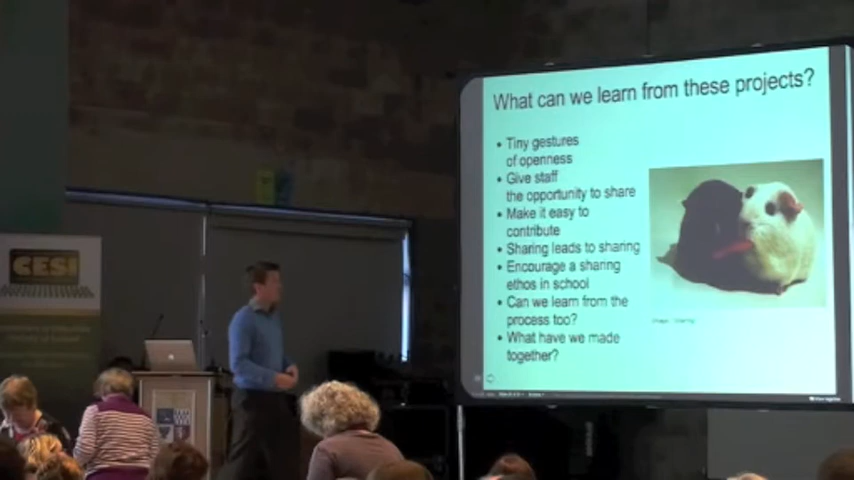 What can we learn from these projects?
• Tiny gestures
of openness
• Give staff
the opportunity to share
• Make it easy to
contribute
• Sharing leads to sharing
• Encourage a sharing
ethos in school
• Can we learn from the
process too?
• What have we made
together?
CESI